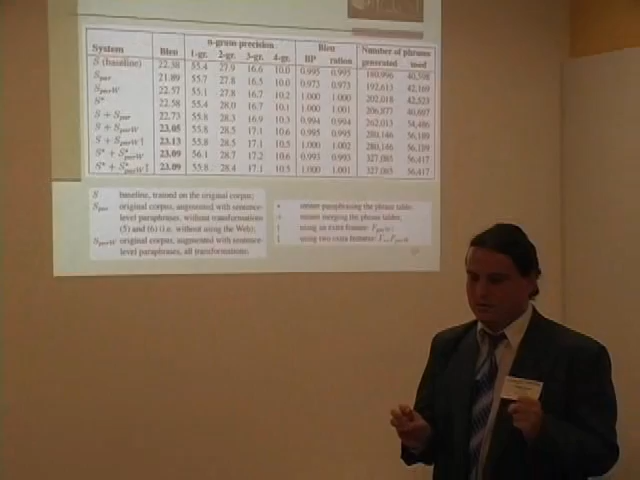 System Bleu n-gram precision Bleu Number of phrases
1-gr. 2-gr. 3-gr. 4-gr. BP ration generated used
S (baseline) 22.38 55.4 27.9 16.6 10.0 0.995 0.995 180,996 40,598
S_par 21.89 55.7 27.8 16.5 10.0 0.973 0.973 192,613 42,169
S_parW 22.57 55.1 27.8 16.7 10.2 1.000 1.000 202,018 42,523
S* 22.58 55.4 28.0 16.7 10.1 1.000 1.001 206,877 40,697
S + S_par 22.73 55.8 28.3 16.9 10.3 0.994 0.994 262,013 54,486
S + S_parW 23.05 55.8 28.5 17.1 10.6 0.995 0.995 280,146 56,189
S + S_parW † 23.13 55.8 28.5 17.1 10.5 1.000 1.002 280,146 56,189
S* + S*_parW 23.09 56.1 28.7 17.2 10.6 0.993 0.993 327,085 56,417
S* + S*_parW † 23.09 55.8 28.4 17.1 10.5 1.000 1.001 327,085 56,417
S baseline, trained on the original corpus;
S_par original corpus, augmented with sentence-
level paraphrases, without transformations
(5) and (6) (i.e. without using the Web);
S_parW original corpus, augmented with sentence-
level paraphrases, all transformations.
* means paraphrasing the phrase table;
+ means merging the phrase tables;
† using an extra feature: F_parW;
‡ using two extra features: